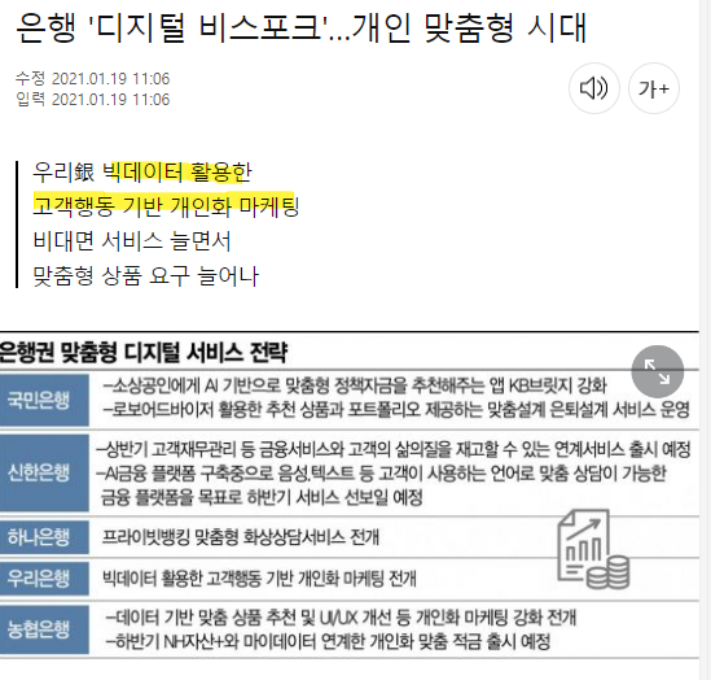 은행 '디지털 비스포크'...개인 맞춤형 시대
수정 2021.01.19 11:06
입력 2021.01.19 11:06
가+
우리銀 빅데이터 활용한
고객행동 기반 개인화 마케팅
비대면 서비스 늘면서
맞춤형 상품 요구 늘어나
은행권 맞춤형 디지털 서비스 전략
국민은행
–소상공인에게 AI 기반으로 맞춤형 정책자금을 추천해주는 앱 KB브릿지 강화
–로보어드바이저 활용한 추천 상품과 포트폴리오 제공하는 맞춤설계 은퇴설계 서비스 운영
신한은행
–상반기 고객재무관리 등 금융서비스와 고객의 삶의질을 재고할 수 있는 연계서비스 출시 예정
–AI금융 플랫폼 구축중으로 음성,텍스트 등 고객이 사용하는 언어로 맞춤 상담이 가능한
금융 플랫폼을 목표로 하반기 서비스 선보일 예정
하나은행
프라이빗뱅킹 맞춤형 화상상담서비스 전개
우리은행
빅데이터 활용한 고객행동 기반 개인화 마케팅 전개
농협은행
–데이터 기반 맞춤 상품 추천 및 UI/UX 개선 등 개인화 마케팅 강화 전개
–하반기 NH자산+와 마이데이터 연계한 개인화 맞춤 적금 출시 예정